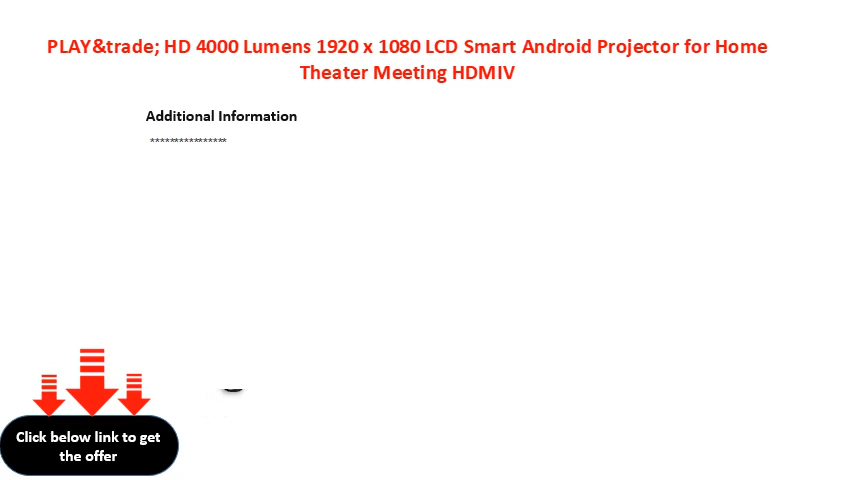 PLAY&trade; HD 4000 Lumens 1920 x 1080 LCD Smart Android Projector for Home
Theater Meeting HDMIV
Additional Information
****************
Click below link to get
the offer